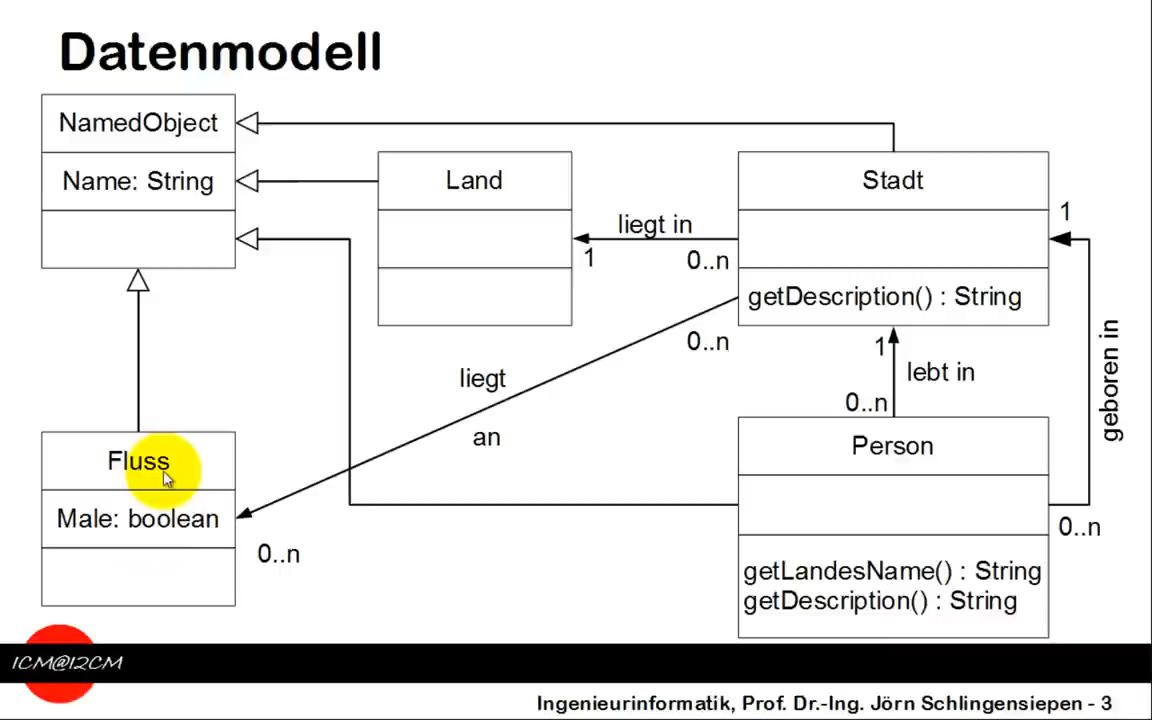 Datenmodell
NamedObject
Name: String
Land
Stadt
1
liegt in
1
0..n
getDescription() : String
0..n
1
lebt in
geboren in
liegt
an
0..n
Fluss
Person
Male: boolean
0..n
0..n
getLandesName() : String
getDescription() : String
ICM@I2CM
Ingenieurinformatik, Prof. Dr.-Ing. Jörn Schlingensiepen - 3